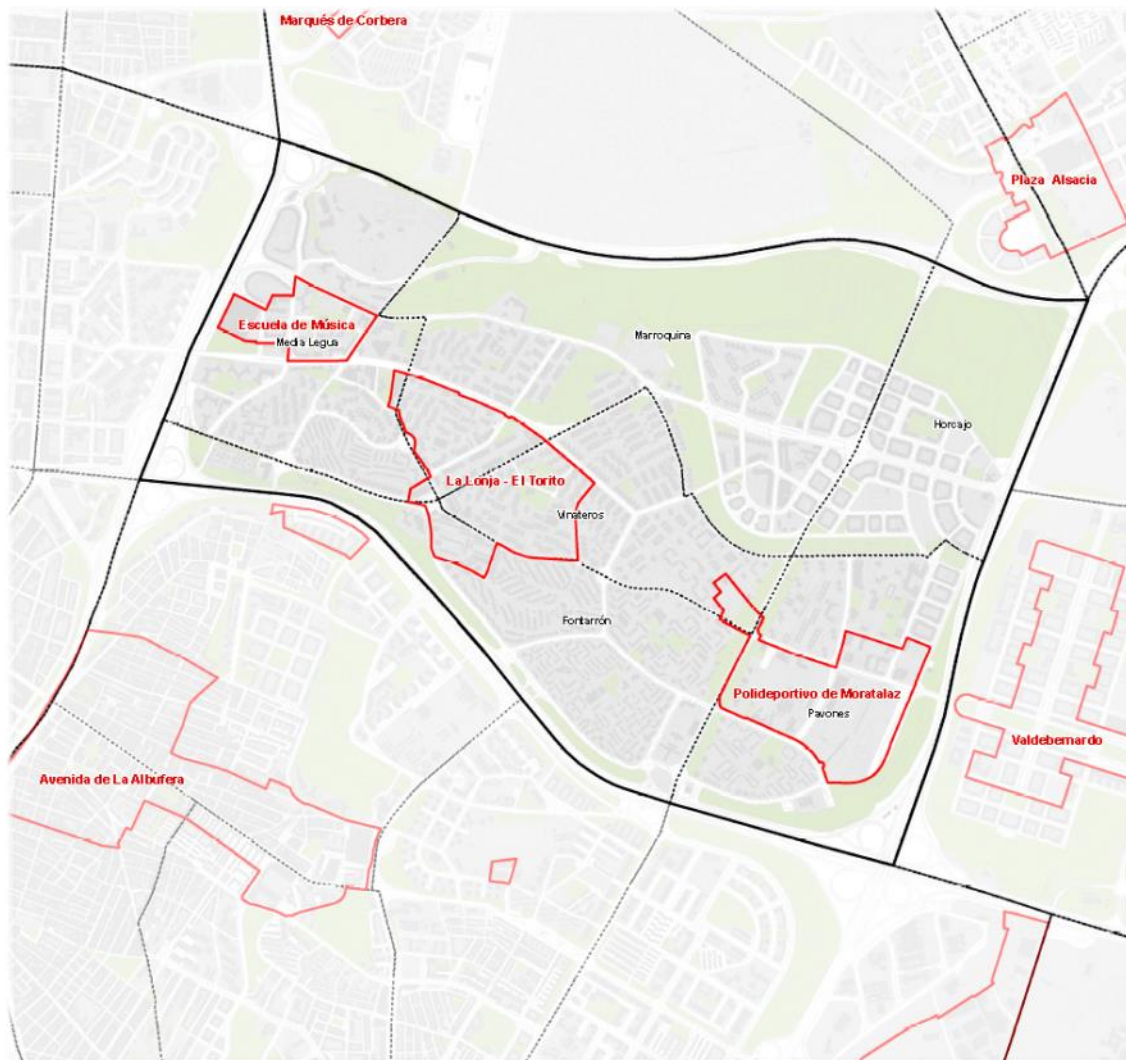 Marqués de Corbera
Plaza Alsacia
Escuela de Música
Media Legua
Marroquina
Horcajo
La Lonja - El Torito
Vinateros
Fontarrón
Polideportivo de Moratalaz
Pavones
Valdebernardo
Avenida de La Albufera